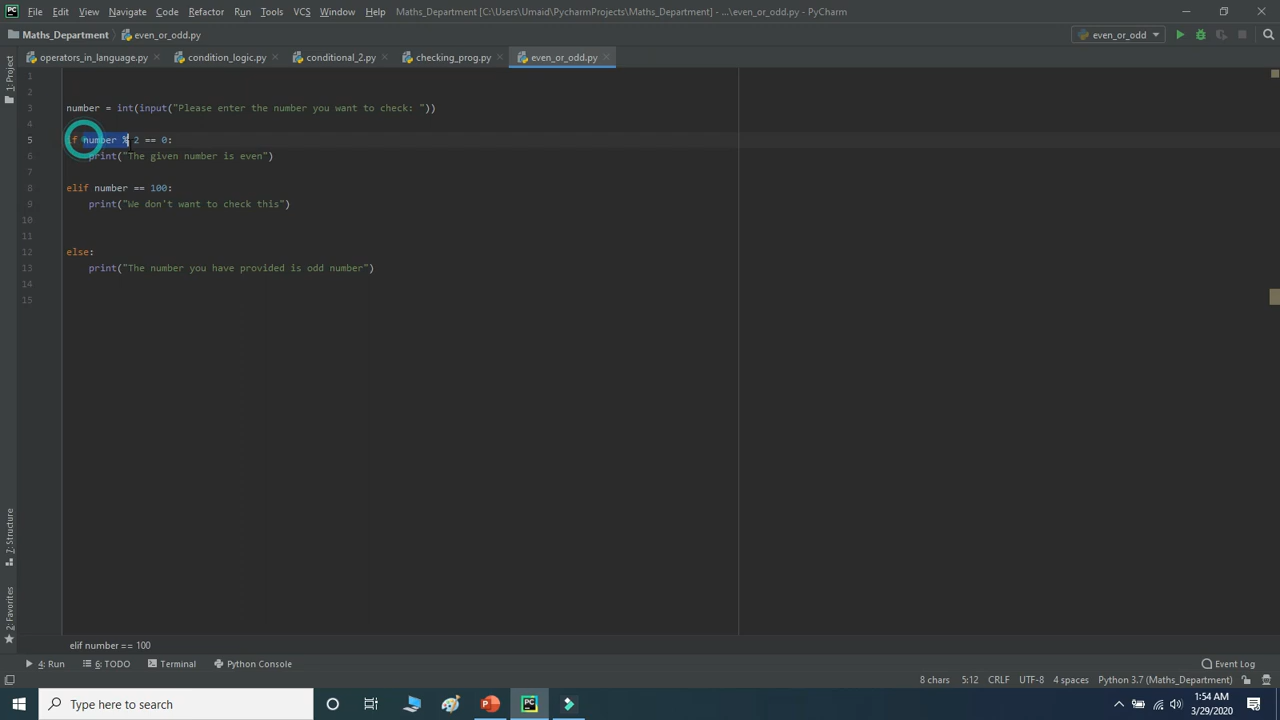 File Edit View Navigate Code Refactor Run Tools VCS Window Help Maths_Department [C:\Users\Umaid\PycharmProjects\Maths_Department] - ...\even_or_odd.py - PyCharm
Maths_Department even_or_odd.py even_or_odd
operators_in_language.py condition_logic.py conditional_2.py checking_prog.py even_or_odd.py
1: Project
1
2
3 number = int(input("Please enter the number you want to check: "))
4
5 if number % 2 == 0:
6 print("The given number is even")
7
8 elif number == 100:
9 print("We don't want to check this")
10
11
12 else:
13 print("The number you have provided is odd number")
14
15
7: Structure
2: Favorites
elif number == 100
4: Run 6: TODO Terminal Python Console Event Log
8 chars 5:12 CRLF UTF-8 4 spaces Python 3.7 (Maths_Department)
Type here to search
1:54 AM
3/29/2020